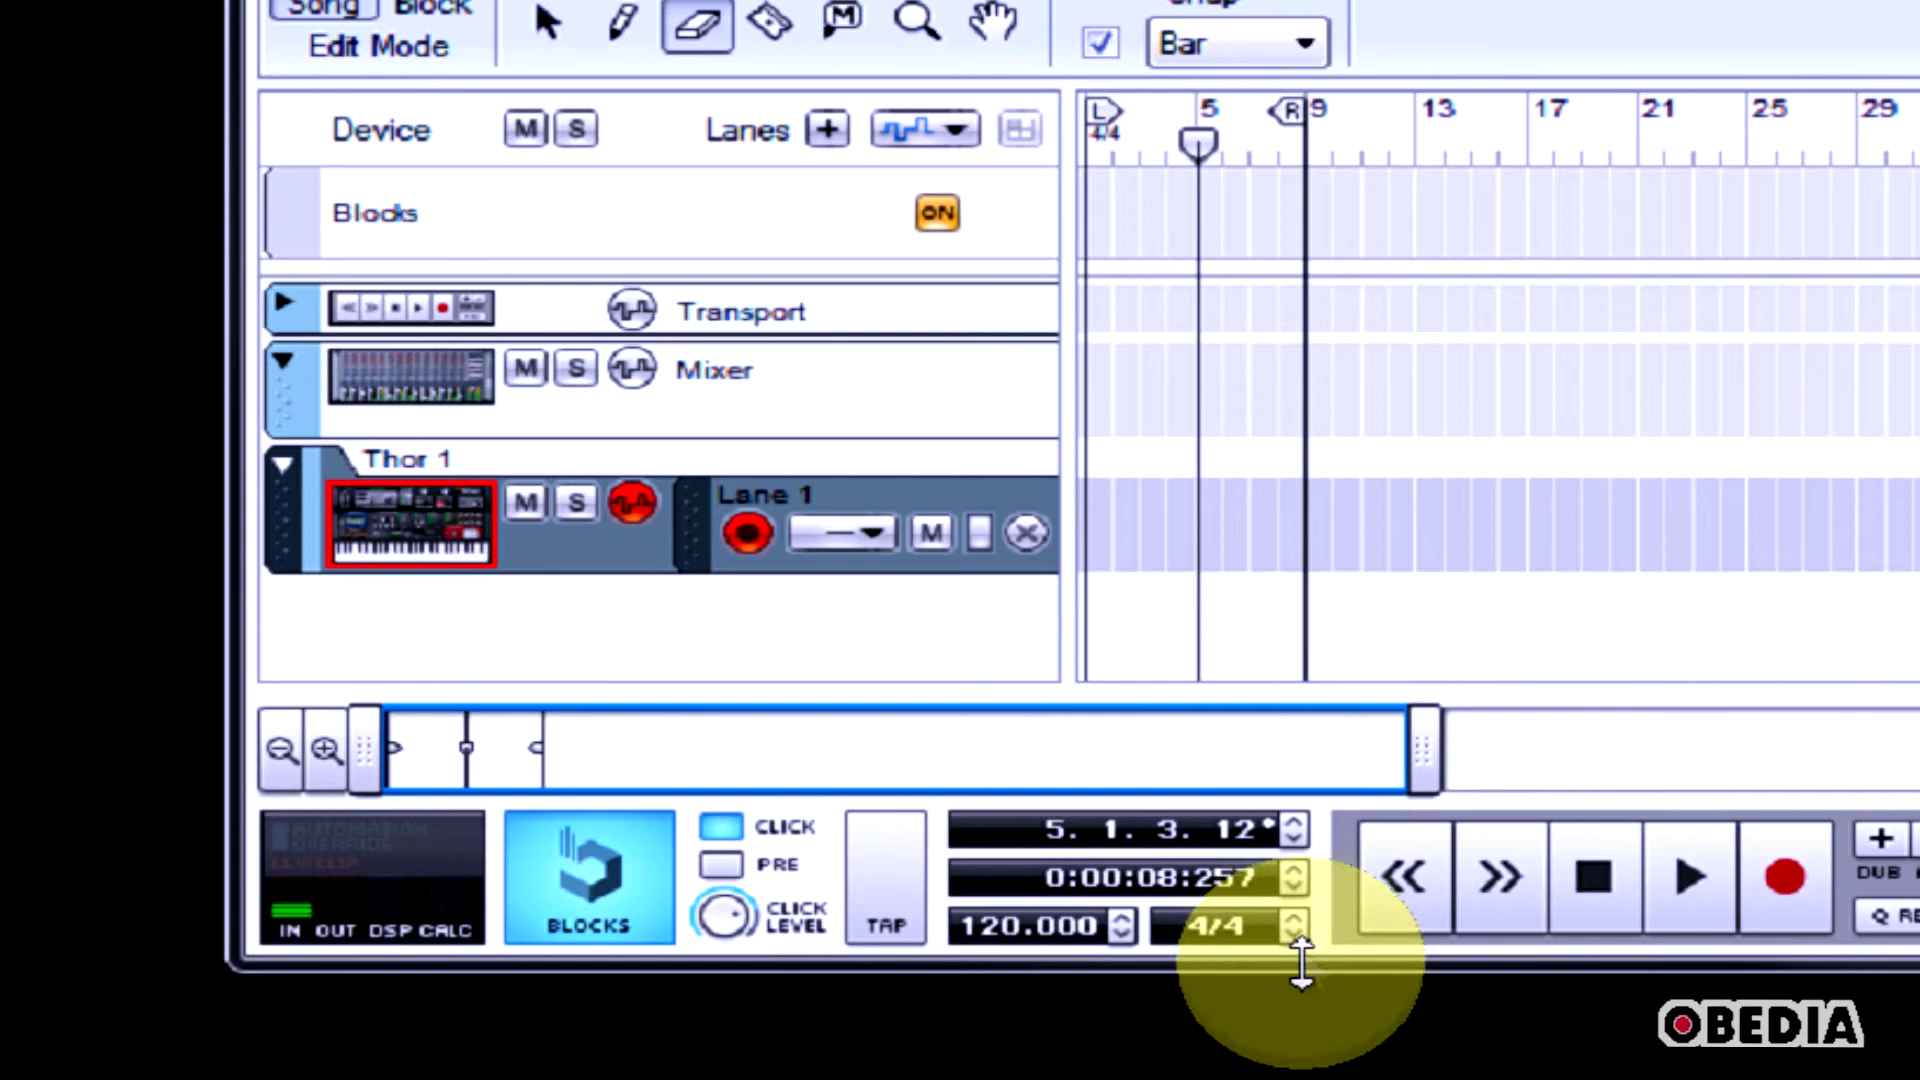 Song Block
Edit Mode
M
Bar
Device M S Lanes +
L 5 R 9 13 17 21 25 29
4/4
Blocks ON
Transport
M S Mixer
Thor 1
M S
Lane 1
M
5. 1. 3. 12
CLICK
PRE
CLICK
LEVEL
0:00:08:257
120.000 4/4
IN OUT DSP CALC
BLOCKS
TAP
+
DUB
Q RE
OBEDIA